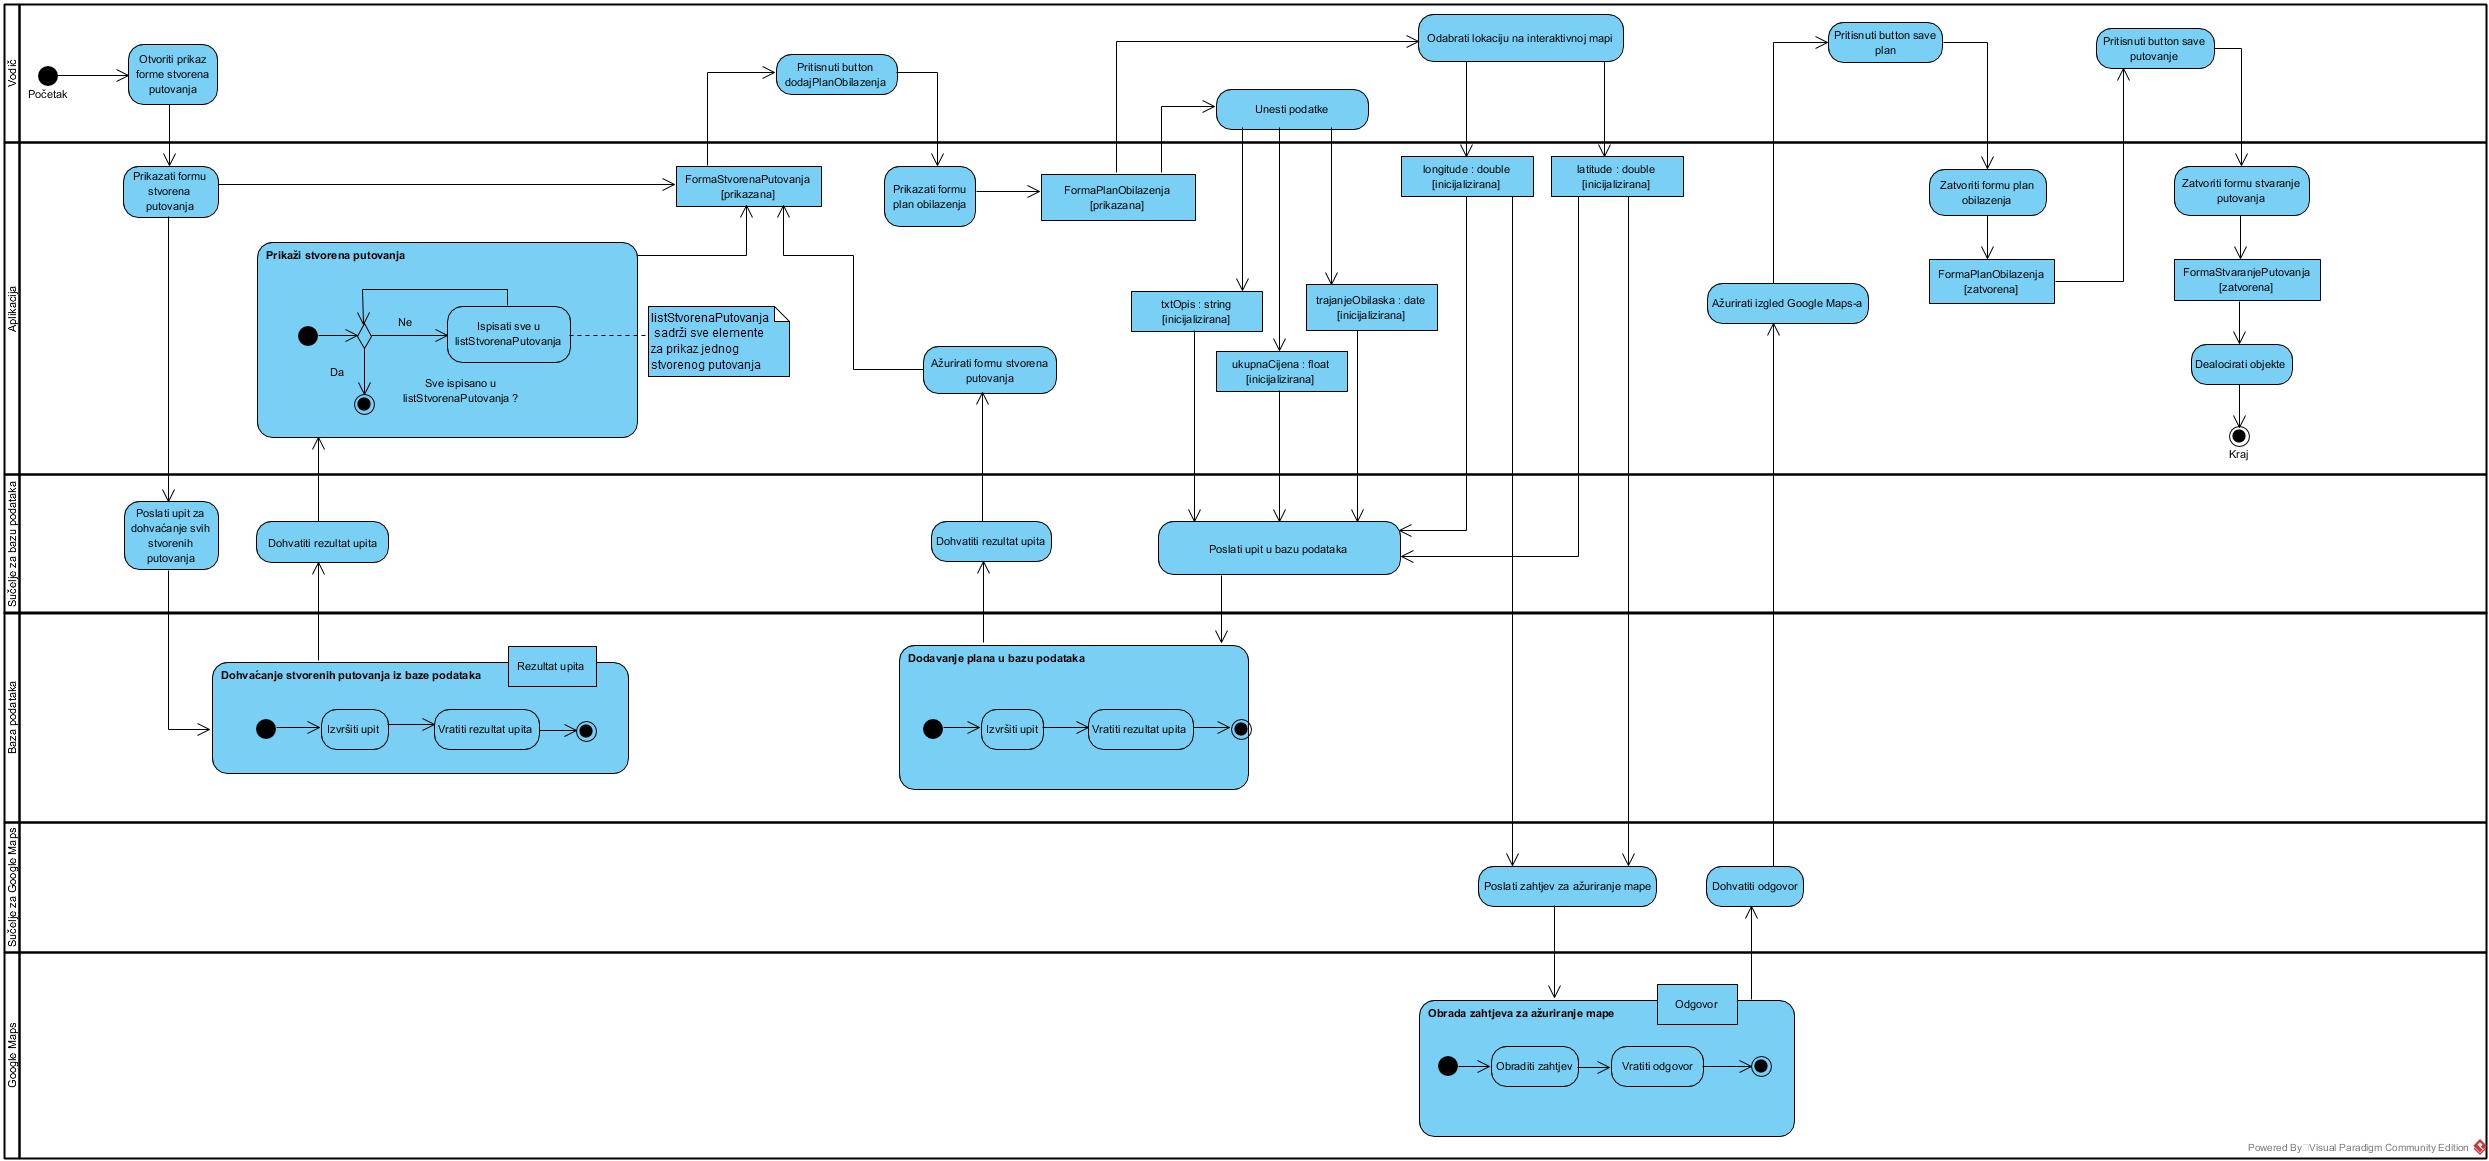 Vodič
Početak
Otvoriti prikaz
forme stvorena
putovanja
Pritisnuti button
dodajPlanObilazenja
Unesti podatke
Odabrati lokaciju na interaktivnoj mapi
Pritisnuti button save
plan
Pritisnuti button save
putovanje
Aplikacija
Prikazati formu
stvorena
putovanja
FormaStvorenaPutovanja
[prikazana]
Prikazati formu
plan obilazenja
FormaPlanObilazenja
[prikazana]
longitude : double
[inicijalizirana]
latitude : double
[inicijalizirana]
Zatvoriti formu plan
obilazenja
Zatvoriti formu stvaranje
putovanja
Prikaži stvorena putovanja
Ne
Ispisati sve u
listStvorenaPutovanja
Da
Sve ispisano u
listStvorenaPutovanja ?
listStvorenaPutovanja
sadrži sve elemente
za prikaz jednog
stvorenog putovanja
Ažurirati formu stvorena
putovanja
txtOpis : string
[inicijalizirana]
trajanjeObilaska : date
[inicijalizirana]
ukupnaCijena : float
[inicijalizirana]
Ažurirati izgled Google Maps-a
FormaPlanObilazenja
[zatvorena]
FormaStvaranjePutovanja
[zatvorena]
Dealocirati objekte
Kraj
Sučelje za bazu podataka
Poslati upit za
dohvaćanje svih
stvorenih
putovanja
Dohvatiti rezultat upita
Dohvatiti rezultat upita
Poslati upit u bazu podataka
Baza podataka
Dohvaćanje stvorenih putovanja iz baze podataka
Rezultat upita
Izvršiti upit
Vratiti rezultat upita
Dodavanje plana u bazu podataka
Izvršiti upit
Vratiti rezultat upita
Sučelje za Google Maps
Poslati zahtjev za ažuriranje mape
Dohvatiti odgovor
Google Maps
Obrada zahtjeva za ažuriranje mape
Odgovor
Obraditi zahtjev
Vratiti odgovor
Powered By Visual Paradigm Community Edition